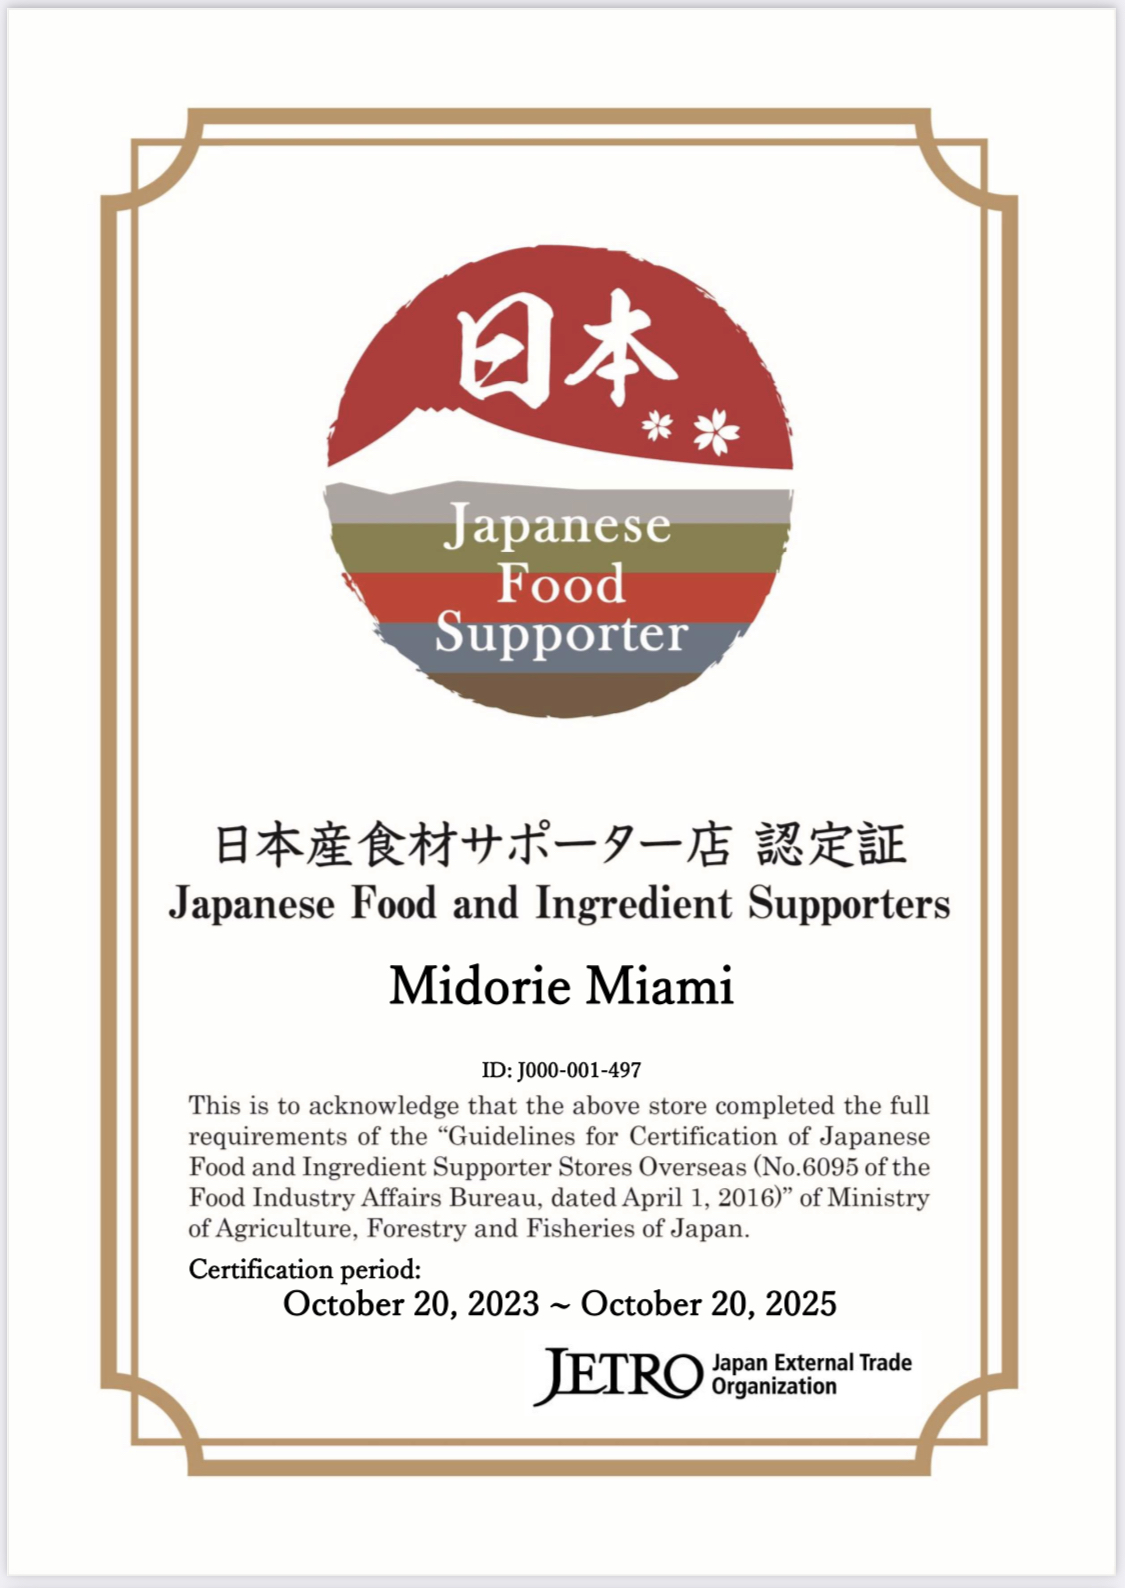 日本
Japanese
Food
Supporter
日本産食材サポーター店 認定証
Japanese Food and Ingredient Supporters
Midorie Miami
ID: J000-001-497
This is to acknowledge that the above store completed the full
requirements of the “Guidelines for Certification of Japanese
Food and Ingredient Supporter Stores Overseas (No.6095 of the
Food Industry Affairs Bureau, dated April 1, 2016)” of Ministry
of Agriculture, Forestry and Fisheries of Japan.
Certification period:
October 20, 2023 ~ October 20, 2025
JETRO Japan External Trade
Organization